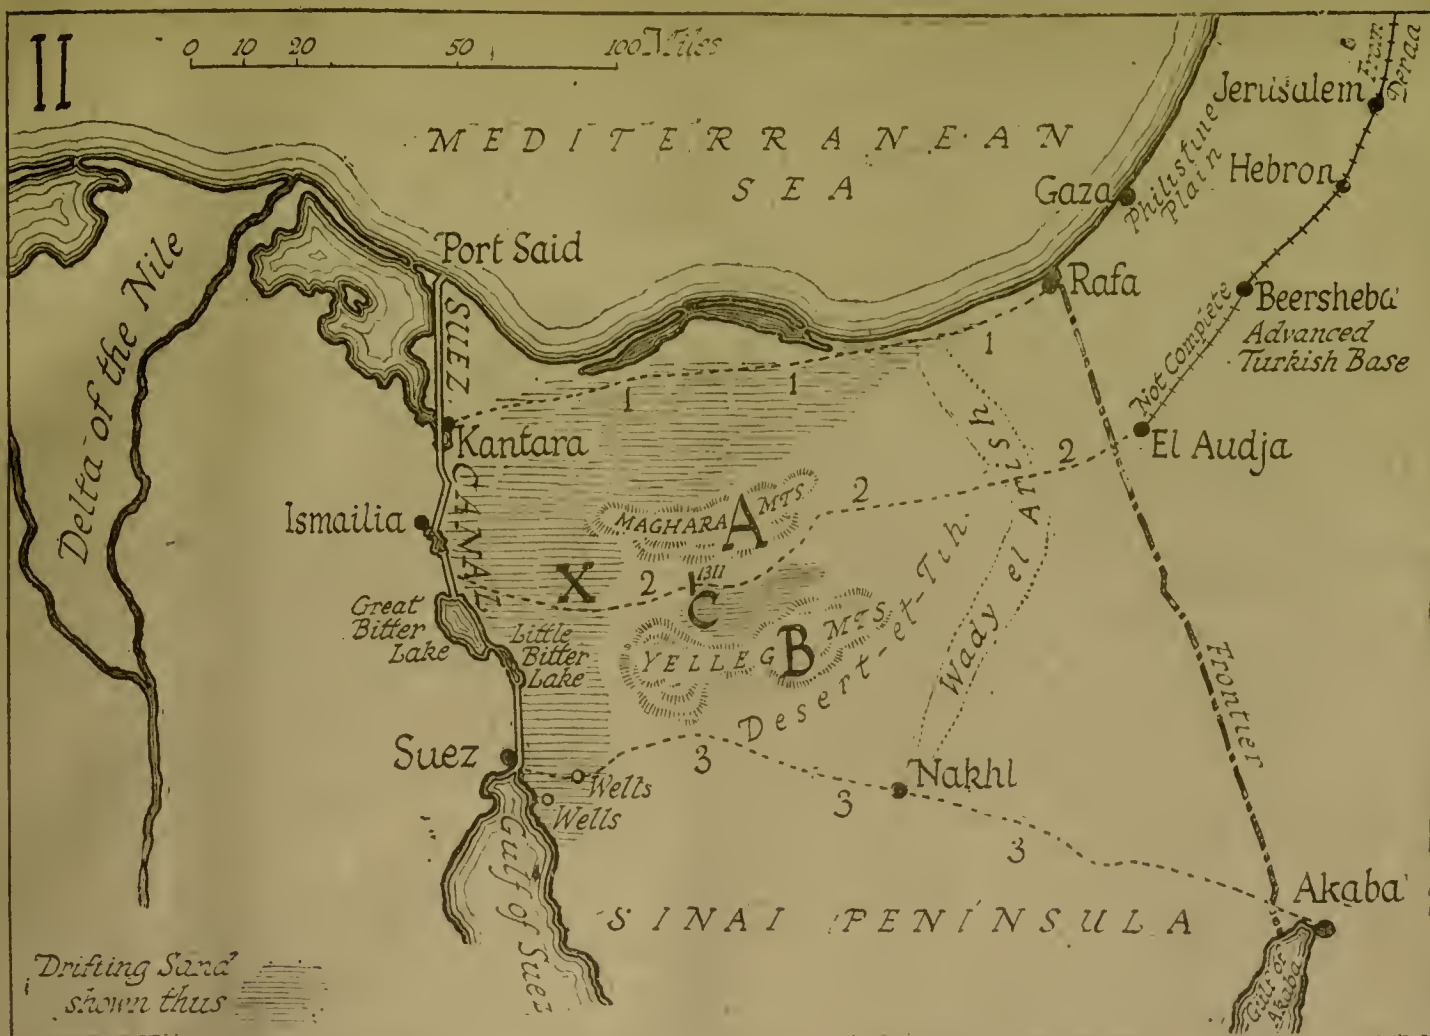 II
0 10 20 50 100 Miles
MEDITERRANEAN
SEA
From
Deraa
Jerusalem
Hebron
Gaza
Philistine
Plain
Port Said
Rafa
Beersheba
Advanced
Turkish Base
Not Complete
Delta of the Nile
SUEZ
CANAL
1
1
1
Kantara
Wady el Arish
El Audja
2
2
2
Ismailia
MAGHARA MTS
A
X
1311
C
Great
Bitter
Lake
Little
Bitter
Lake
YELLEG MTS
B
Desert-et-Tih.
Frontier
Suez
3
3
3
Wells
Wells
Nakhl
Gulf of Suez
SINAI PENINSULA
Akaba
Gulf of
Akaba
Drifting Sand
shown thus